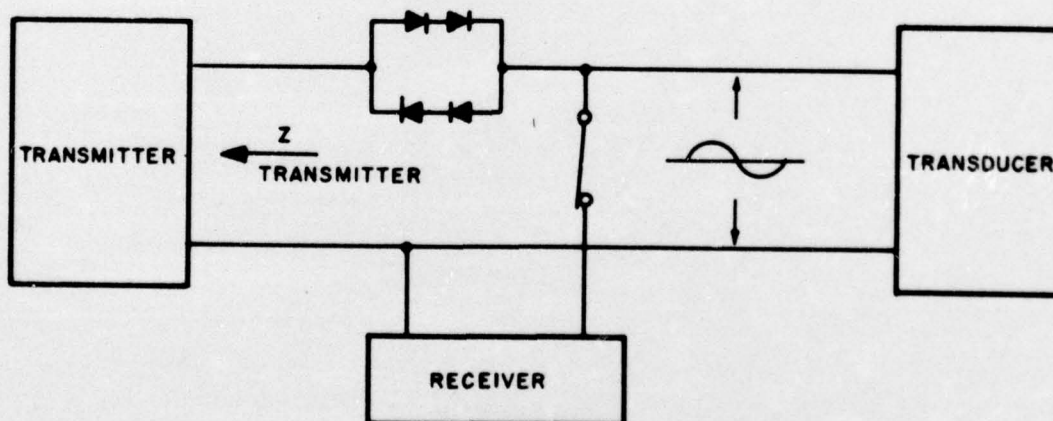 TRANSMITTER
Z
TRANSMITTER
TRANSDUCER
RECEIVER